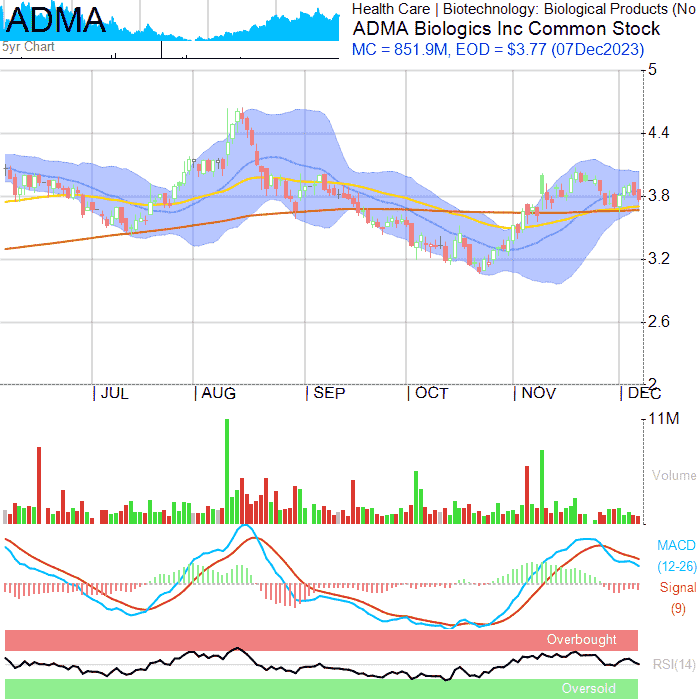 ADMA
Health Care | Biotechnology: Biological Products (No
ADMA Biologics Inc Common Stock
5yr Chart
MC = 851.9M, EOD = $3.77 (07Dec2023)
5
4.4
3.8
3.2
2.6
2
JUL AUG SEP OCT NOV DEC
11M
Volume
MACD
(12-26)
Signal
(9)
Overbought
RSI(14)
Oversold